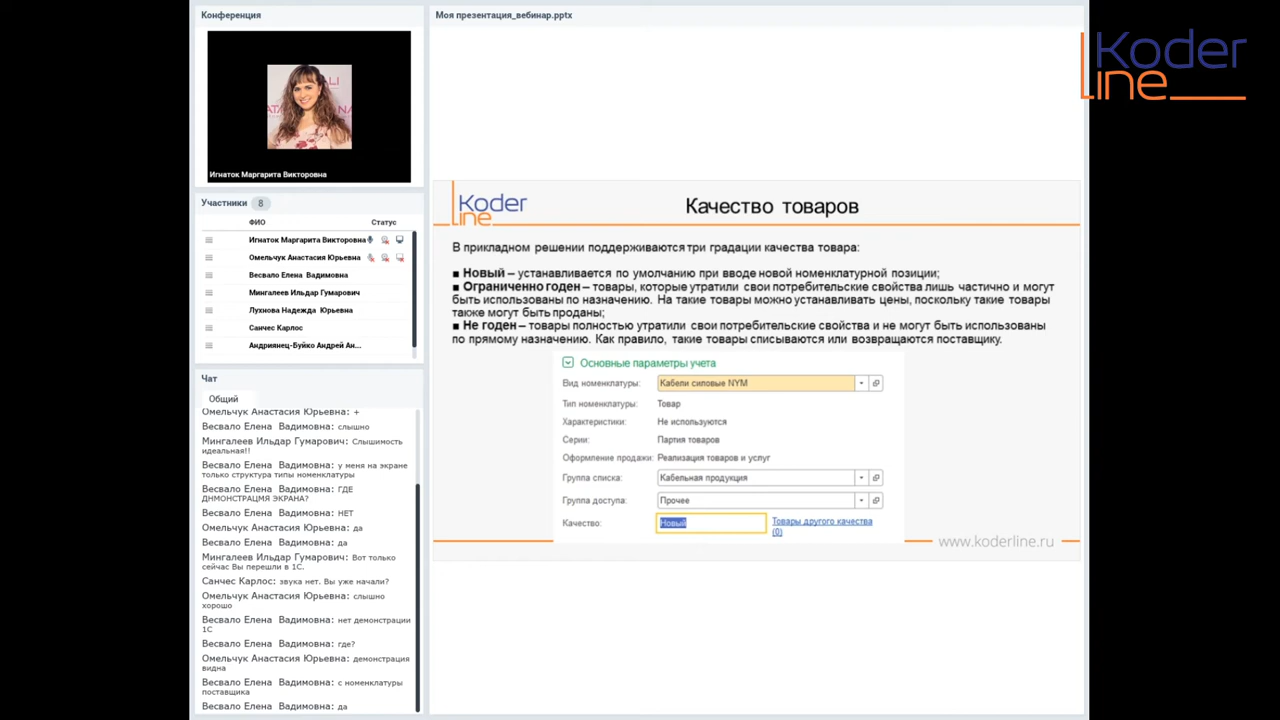 Конференция
Игнаток Маргарита Викторовна
Участники 8
ФИО Статус
Игнаток Маргарита Викторовна
Омельчук Анастасия Юрьевна
Весвало Елена Вадимовна
Мингалеев Ильдар Гумарович
Лухнова Надежда Юрьевна
Санчес Карлос
Андриянец-Буйко Андрей Ан...
Чат
Общий
Омельчук Анастасия Юрьевна: +
Весвало Елена Вадимовна: слышно
Мингалеев Ильдар Гумарович: Слышимость
идеальная!!
Весвало Елена Вадимовна: у меня на экране
только структура типы номенклатуры
Весвало Елена Вадимовна: ГДЕ
ДНМОНСТРАЦИЯ ЭКРАНА?
Весвало Елена Вадимовна: НЕТ
Омельчук Анастасия Юрьевна: да
Весвало Елена Вадимовна: да
Мингалеев Ильдар Гумарович: Вот только
сейчас Вы перешли в 1С.
Санчес Карлос: звука нет. Вы уже начали?
Омельчук Анастасия Юрьевна: слышно
хорошо
Весвало Елена Вадимовна: нет демонстрации
1С
Весвало Елена Вадимовна: где?
Омельчук Анастасия Юрьевна: демонстрация
видна
Весвало Елена Вадимовна: с номенклатуры
поставщика
Весвало Елена Вадимовна: да
Моя презентация_вебинар.pptx
Koder
line
Koder
line
Качество товаров
В прикладном решении поддерживаются три градации качества товара:
■ Новый – устанавливается по умолчанию при вводе новой номенклатурной позиции;
■ Ограниченно годен – товары, которые утратили свои потребительские свойства лишь частично и могут
быть использованы по назначению. На такие товары можно устанавливать цены, поскольку такие товары
также могут быть проданы;
■ Не годен – товары полностью утратили свои потребительские свойства и не могут быть использованы
по прямому назначению. Как правило, такие товары списываются или возвращаются поставщику.
Основные параметры учета
Вид номенклатуры: Кабели силовые NYM
Тип номенклатуры: Товар
Характеристики: Не используются
Серии: Партия товаров
Оформление продажи: Реализация товаров и услуг
Группа списка: Кабельная продукция
Группа доступа: Прочее
Качество: Новый Товары другого качества
(0)
www.koderline.ru